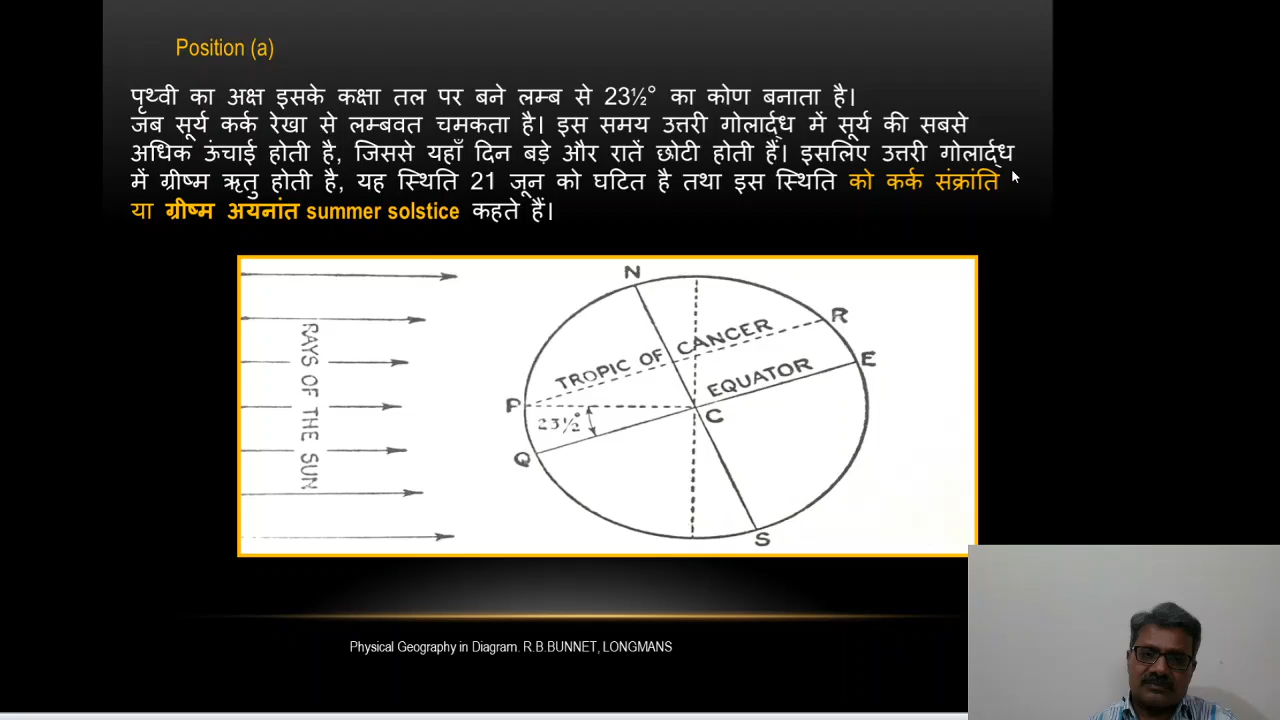 Position (a)
पृथ्वी का अक्ष इसके कक्षा तल पर बने लम्ब से 23½° का कोण बनाता है।
जब सूर्य कर्क रेखा से लम्बवत चमकता है। इस समय उत्तरी गोलार्द्ध में सूर्य की सबसे
अधिक ऊंचाई होती है, जिससे यहाँ दिन बड़े और रातें छोटी होती हैं। इसलिए उत्तरी गोलार्द्ध
में ग्रीष्म ऋतु होती है, यह स्थिति 21 जून को घटित है तथा इस स्थिति को कर्क संक्रांति
या ग्रीष्म अयनांत summer solstice कहते हैं।
N
R
TROPIC OF CANCER
E
EQUATOR
RAYS OF THE SUN
P
C
23½°
Q
S
Physical Geography in Diagram. R.B.BUNNET, LONGMANS